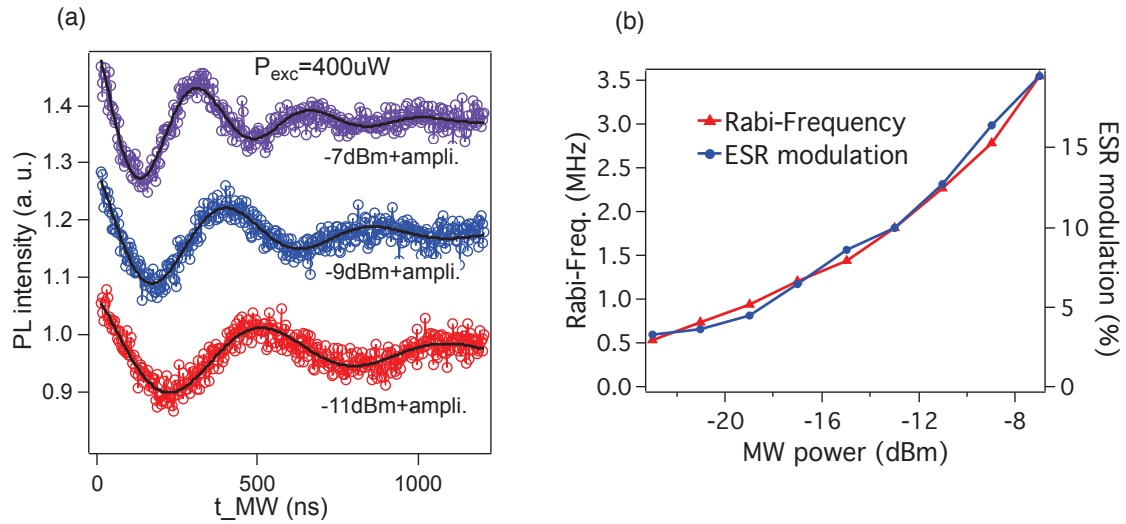 (a)
P_exc=400uW
1.4
1.3
1.2
1.1
1.0
0.9
PL intensity (a. u.)
-7dBm+ampli.
-9dBm+ampli.
-11dBm+ampli.
0
500
1000
t_MW (ns)
(b)
3.5
3.0
2.5
2.0
1.5
1.0
0.5
0.0
Rabi-Freq. (MHz)
Rabi-Frequency
ESR modulation
15
10
5
0
ESR modulation (%)
-20
-16
-12
-8
MW power (dBm)